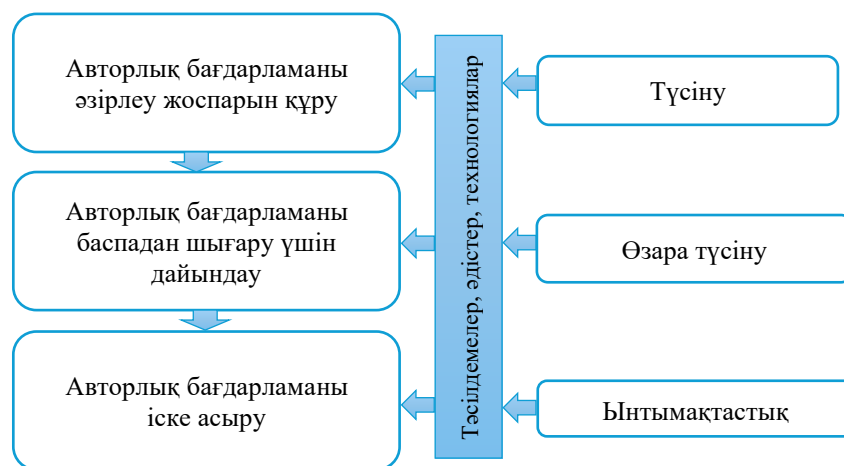 Авторлық бағдарламаны
әзірлеу жоспарын құру
Авторлық бағдарламаны
баспадан шығару үшін
дайындау
Авторлық бағдарламаны
іске асыру
Тәсілдемелер, әдістер, технологиялар
Түсіну
Өзара түсіну
Ынтымақтастық